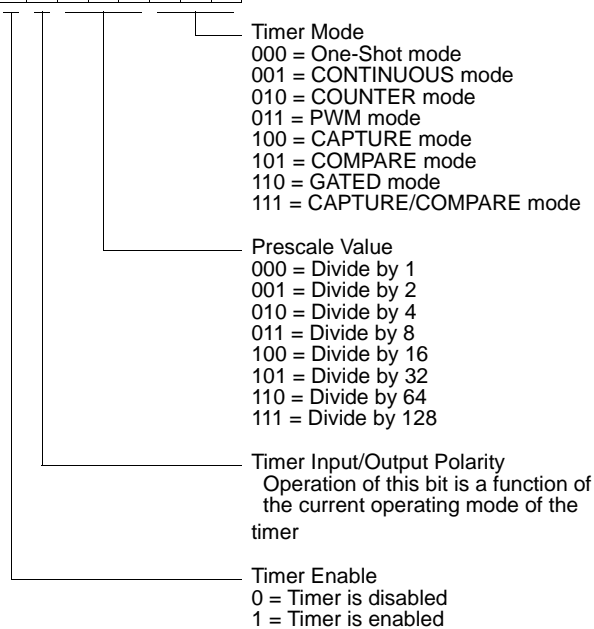 Timer Mode
000 = One-Shot mode
001 = CONTINUOUS mode
010 = COUNTER mode
011 = PWM mode
100 = CAPTURE mode
101 = COMPARE mode
110 = GATED mode
111 = CAPTURE/COMPARE mode
Prescale Value
000 = Divide by 1
001 = Divide by 2
010 = Divide by 4
011 = Divide by 8
100 = Divide by 16
101 = Divide by 32
110 = Divide by 64
111 = Divide by 128
Timer Input/Output Polarity
Operation of this bit is a function of
the current operating mode of the
timer
Timer Enable
0 = Timer is disabled
1 = Timer is enabled